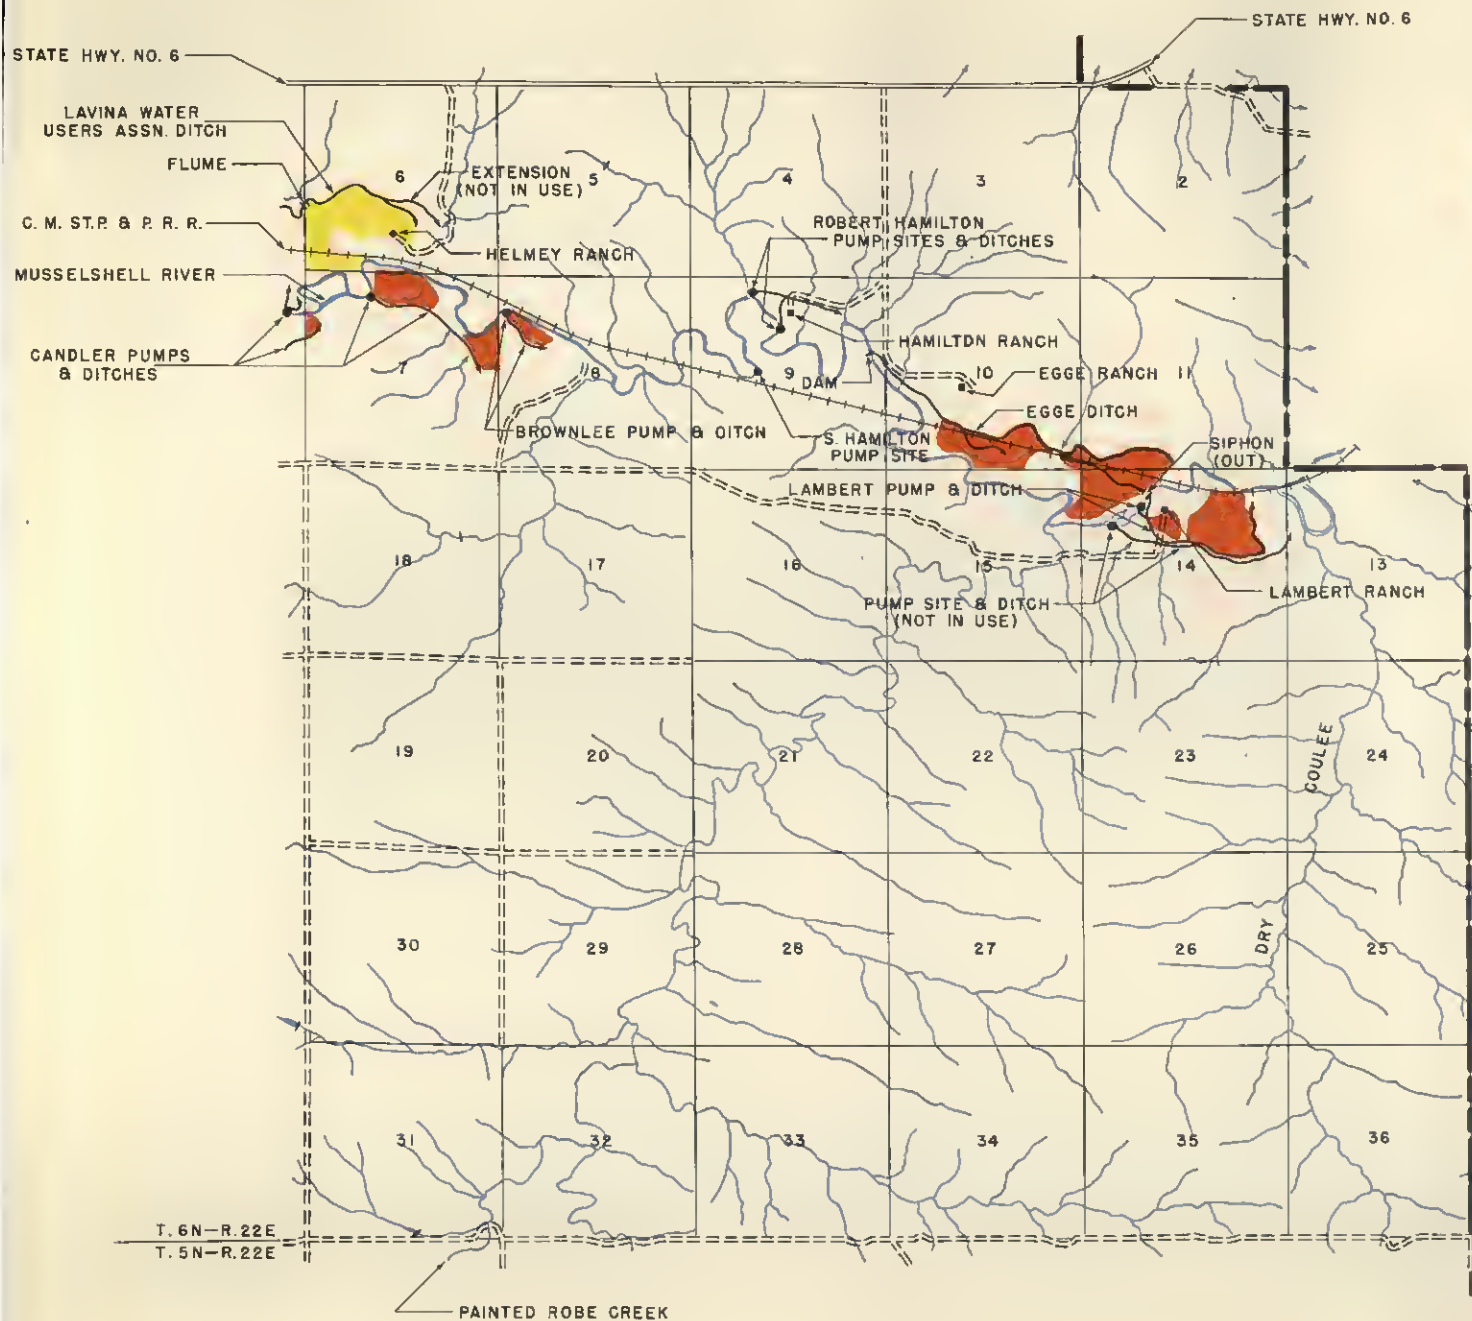 STATE HWY. NO. 6
STATE HWY. NO. 6
LAVINA WATER
USERS ASSN. DITCH
FLUME
6
EXTENSION
(NOT IN USE)
5
4
3
2
C. M. ST.P. & P. R. R.
ROBERT HAMILTON
PUMP SITES & DITCHES
HELMEY RANCH
MUSSELSHELL RIVER
HAMILTON RANCH
CANDLER PUMPS
& DITCHES
7
8
9
DAM
10
EGGE RANCH
11
EGGE DITCH
BROWNLEE PUMP & DITCH
S. HAMILTON
PUMP SITE
SIPHON
(OUT)
LAMBERT PUMP & DITCH
18
17
16
15
14
13
PUMP SITE & DITCH
(NOT IN USE)
LAMBERT RANCH
19
20
21
22
23
24
COULEE
DRY
30
29
28
27
26
25
31
32
33
34
35
36
T. 6N-R. 22E
T. 5N-R. 22E
PAINTED ROBE CREEK